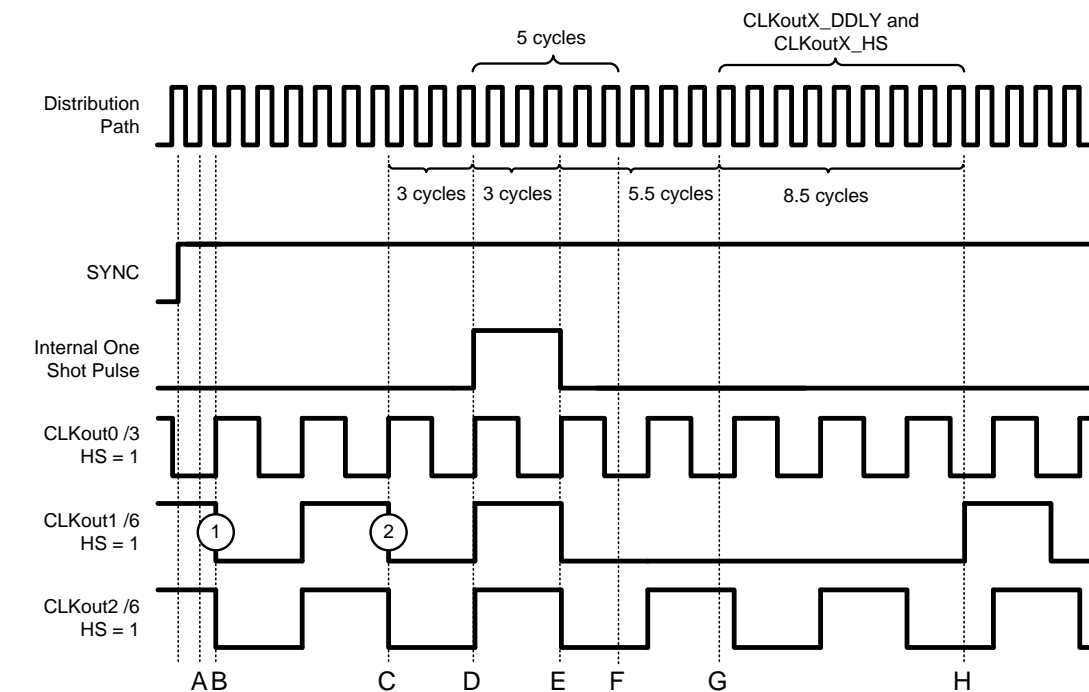 CLKoutX_DDLY and
CLKoutX_HS
5 cycles
Distribution
Path
3 cycles
3 cycles
5.5 cycles
8.5 cycles
SYNC
Internal One
Shot Pulse
CLKout0 /3
HS = 1
CLKout1 /6
HS = 1
1
2
CLKout2 /6
HS = 1
A
B
C
D
E
F
G
H